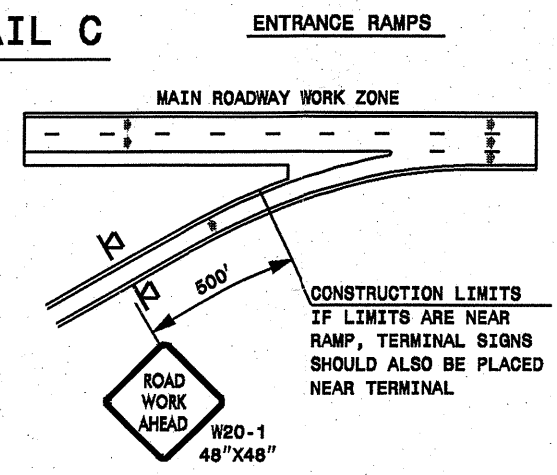 AIL C
ENTRANCE RAMPS
MAIN ROADWAY WORK ZONE
500'
CONSTRUCTION LIMITS
IF LIMITS ARE NEAR
RAMP, TERMINAL SIGNS
SHOULD ALSO BE PLACED
NEAR TERMINAL
ROAD
WORK
AHEAD
W20-1
48"X48"